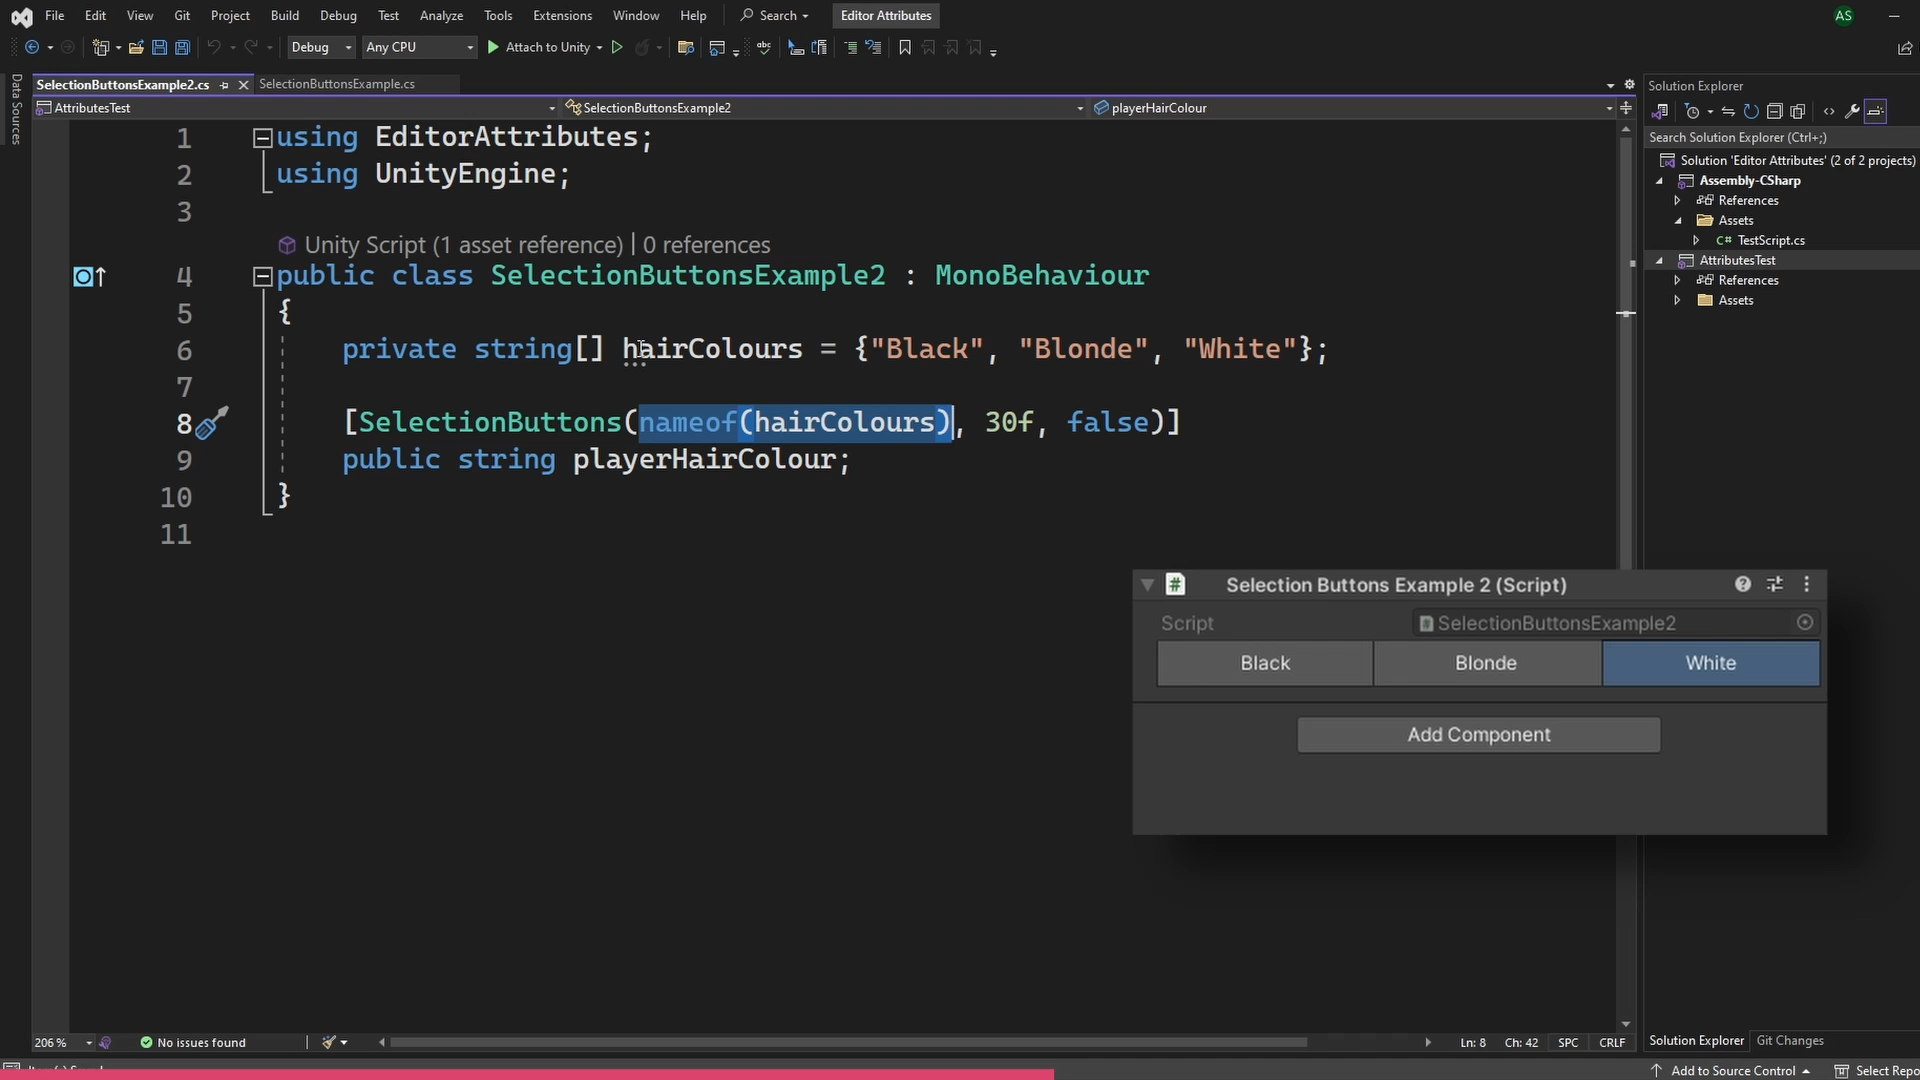 File Edit View Git Project Build Debug Test Analyze Tools Extensions Window Help Search Editor Attributes AS
Debug Any CPU Attach to Unity
Data Sources
SelectionButtonsExample2.cs SelectionButtonsExample.cs
AttributesTest SelectionButtonsExample2 playerHairColour
1 using EditorAttributes;
2 using UnityEngine;
3
Unity Script (1 asset reference) | 0 references
4 public class SelectionButtonsExample2 : MonoBehaviour
5 {
6 private string[] hairColours = {"Black", "Blonde", "White"};
7
8 [SelectionButtons(nameof(hairColours), 30f, false)]
9 public string playerHairColour;
10 }
11
Selection Buttons Example 2 (Script)
Script SelectionButtonsExample2
Black Blonde White
Add Component
Solution Explorer
Search Solution Explorer (Ctrl+;)
Solution 'Editor Attributes' (2 of 2 projects)
Assembly-CSharp
References
Assets
C# TestScript.cs
AttributesTest
References
Assets
206 % No issues found Ln: 8 Ch: 42 SPC CRLF
Solution Explorer Git Changes
Add to Source Control Select Repo